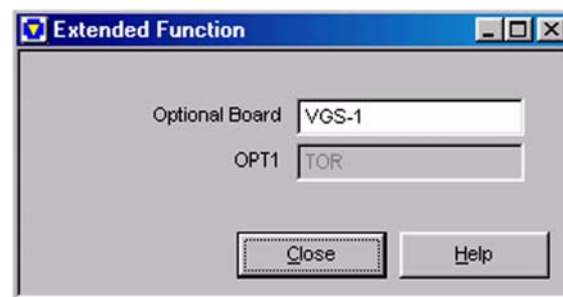 Extended Function
Optional Board VGS-1
OPT1 TOR
Close Help